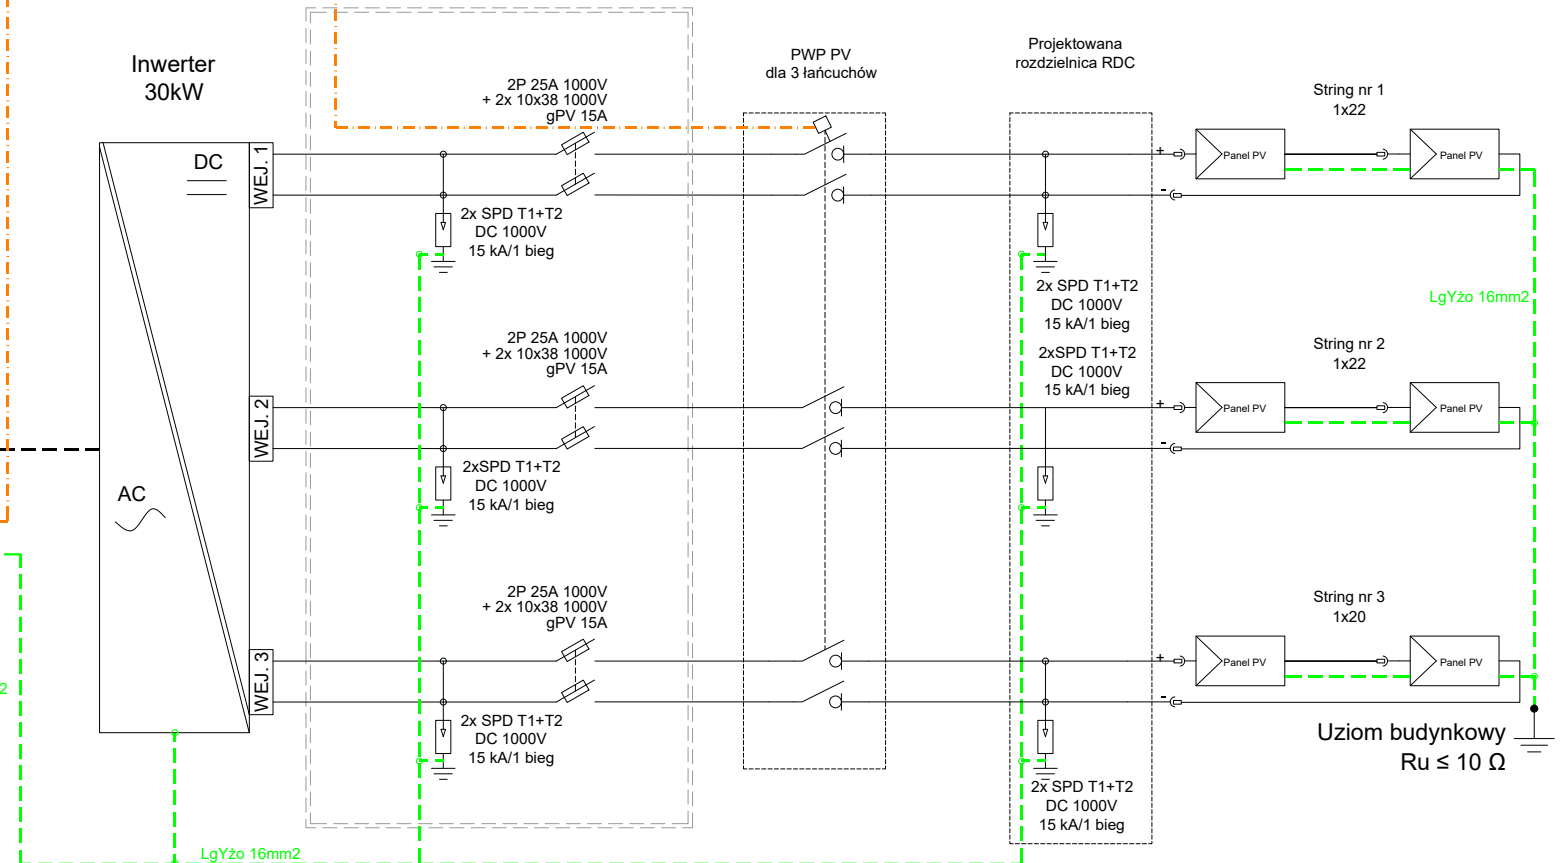 Inwerter
30kW
DC
AC
WEJ. 1
WEJ. 2
WEJ. 3
2P 25A 1000V
+ 2x 10x38 1000V
gPV 15A
2x SPD T1+T2
DC 1000V
15 kA/1 bieg
2P 25A 1000V
+ 2x 10x38 1000V
gPV 15A
2xSPD T1+T2
DC 1000V
15 kA/1 bieg
2P 25A 1000V
+ 2x 10x38 1000V
gPV 15A
2x SPD T1+T2
DC 1000V
15 kA/1 bieg
PWP PV
dla 3 łańcuchów
Projektowana
rozdzielnica RDC
2x SPD T1+T2
DC 1000V
15 kA/1 bieg
2xSPD T1+T2
DC 1000V
15 kA/1 bieg
2x SPD T1+T2
DC 1000V
15 kA/1 bieg
String nr 1
1x22
+
-
Panel PV
Panel PV
LgYżo 16mm2
String nr 2
1x22
+
-
Panel PV
Panel PV
String nr 3
1x20
+
-
Panel PV
Panel PV
Uziom budynkowy
Ru ≤ 10 Ω
2
LgYżo 16mm2